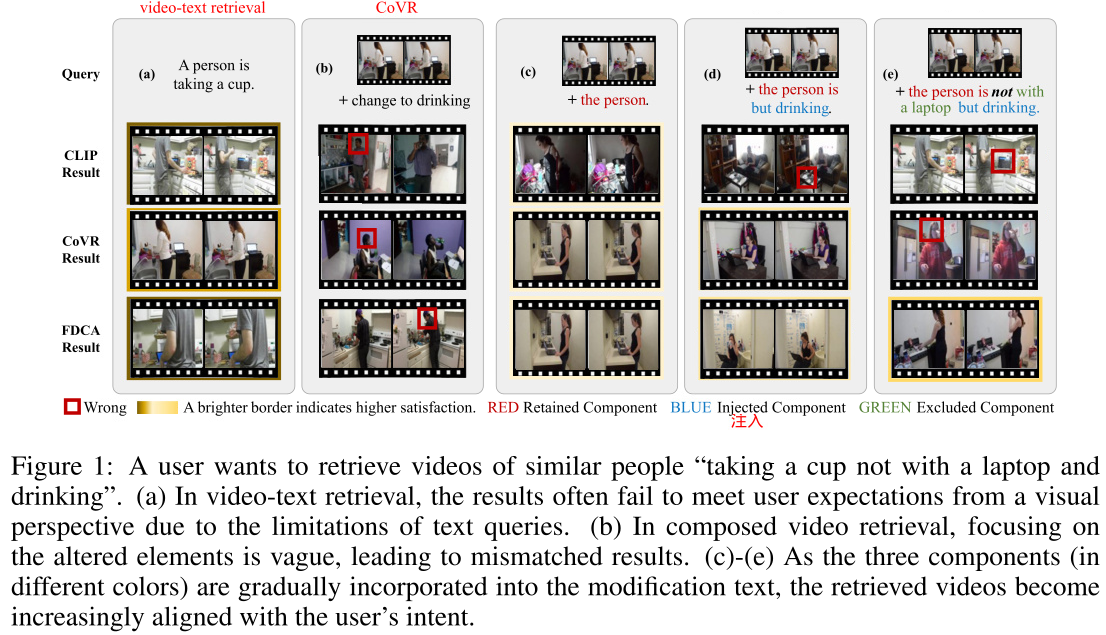 video-text retrieval
CoVR
Query
(a)
A person is
taking a cup.
(b)
+ change to drinking
(c)
+ the person.
(d)
+ the person is
but drinking.
(e)
+ the person is not with
a laptop but drinking.
CLIP
Result
CoVR
Result
FDCA
Result
Wrong
A brighter border indicates higher satisfaction.
RED Retained Component
BLUE Injected Component
GREEN Excluded Component
注入
Figure 1: A user wants to retrieve videos of similar people “taking a cup not with a laptop and
drinking”. (a) In video-text retrieval, the results often fail to meet user expectations from a visual
perspective due to the limitations of text queries. (b) In composed video retrieval, focusing on
the altered elements is vague, leading to mismatched results. (c)-(e) As the three components (in
different colors) are gradually incorporated into the modification text, the retrieved videos become
increasingly aligned with the user’s intent.